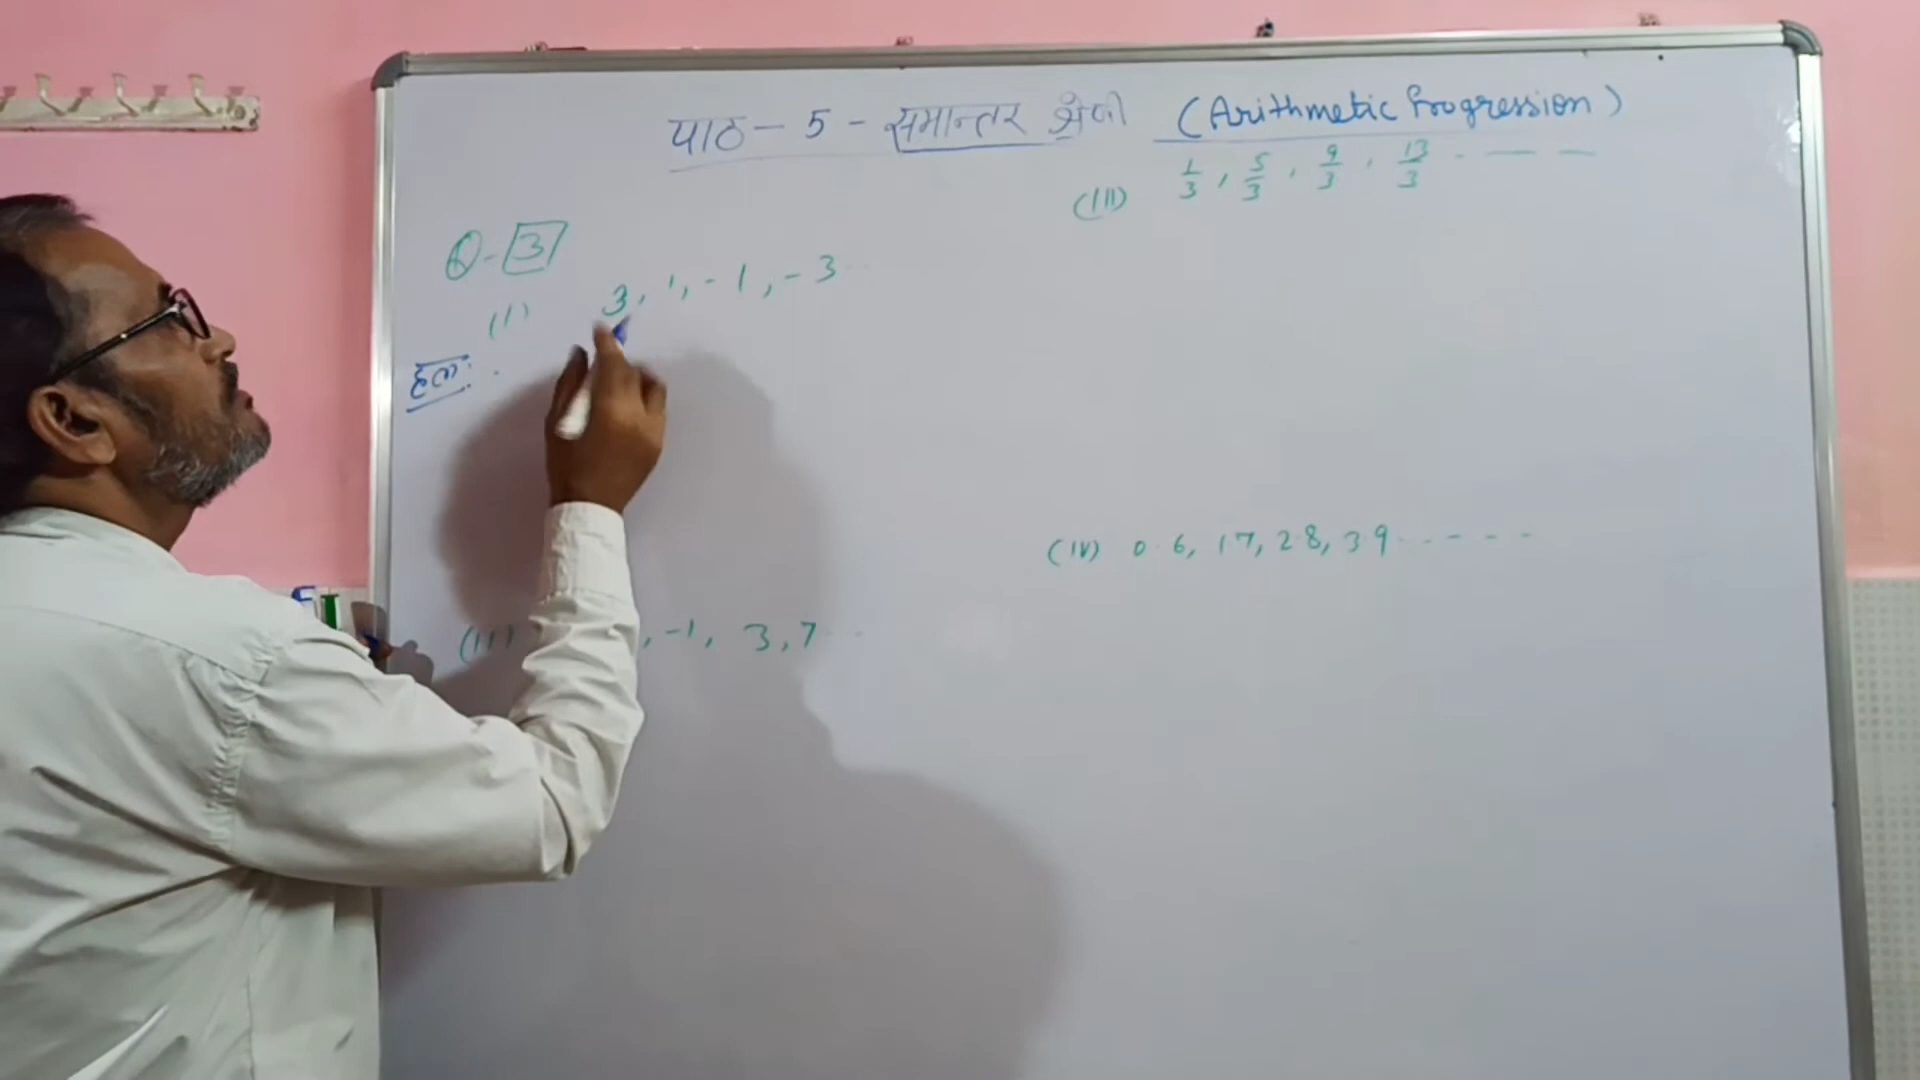 पाठ - 5 - समान्तर श्रेणी (Arithmetic Progression)
Q-3
(I) 3, 1, -1, -3
हल:
(II) , -1, 3, 7 - -
(III) 1/3, 5/3, 9/3, 13/3 - — —
(IV) 0.6, 1.7, 2.8, 3.9 - - - - -